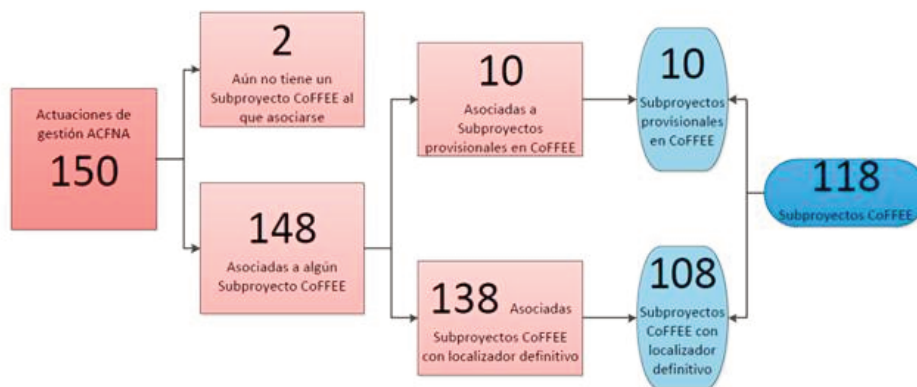 Actuaciones de
gestión ACFNA
150
2
Aún no tiene un
Subproyecto CoFFEE al
que asociarse
148
Asociadas a algún
Subproyecto CoFFEE
10
Asociadas a
Subproyectos
provisionales en CoFFEE
138 Asociadas
Subproyectos CoFFEE
con localizador definitivo
10
Subproyectos
provisionales
en CoFFEE
108
Subproyectos
CoFFEE con
localizador
definitivo
118
Subproyectos CoFFEE